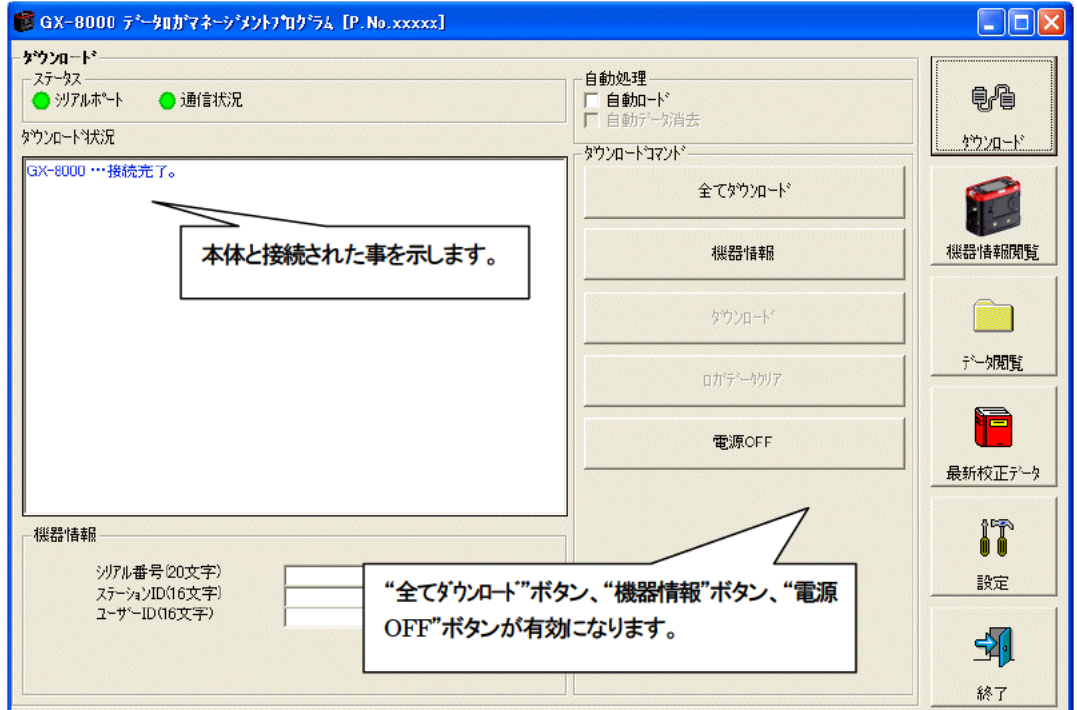 GX-8000 ﾃﾞｰﾀﾛｶﾞﾏﾈｰｼﾞﾒﾝﾄﾌﾟﾛｸﾞﾗﾑ [P.No.xxxxx]
ﾀﾞｳﾝﾛｰﾄﾞ
ｽﾃｰﾀｽ
ｼﾘｱﾙﾎﾟｰﾄ
通信状況
ﾀﾞｳﾝﾛｰﾄﾞ状況
GX-8000 …接続完了。
本体と接続された事を示します。
自動処理
自動ﾛｰﾄﾞ
自動ﾃﾞｰﾀ消去
ﾀﾞｳﾝﾛｰﾄﾞｺﾏﾝﾄﾞ
全てﾀﾞｳﾝﾛｰﾄﾞ
機器情報
ﾀﾞｳﾝﾛｰﾄﾞ
ﾛｶﾞﾃﾞｰﾀｸﾘｱ
電源OFF
機器情報
ｼﾘｱﾙ番号(20文字)
ｽﾃｰｼｮﾝID(16文字)
ﾕｰｻﾞｰID(16文字)
“全てﾀﾞｳﾝﾛｰﾄﾞ”ボタン、“機器情報”ボタン、“電源
OFF”ボタンが有効になります。
ﾀﾞｳﾝﾛｰﾄﾞ
機器情報閲覧
ﾃﾞｰﾀ閲覧
最新校正ﾃﾞｰﾀ
設定
終了